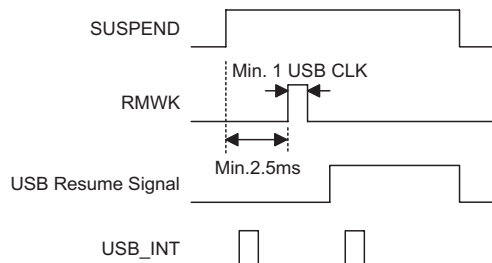 SUSPEND
Min. 1 USB CLK
RMWK
Min.2.5ms
USB Resume Signal
USB_INT